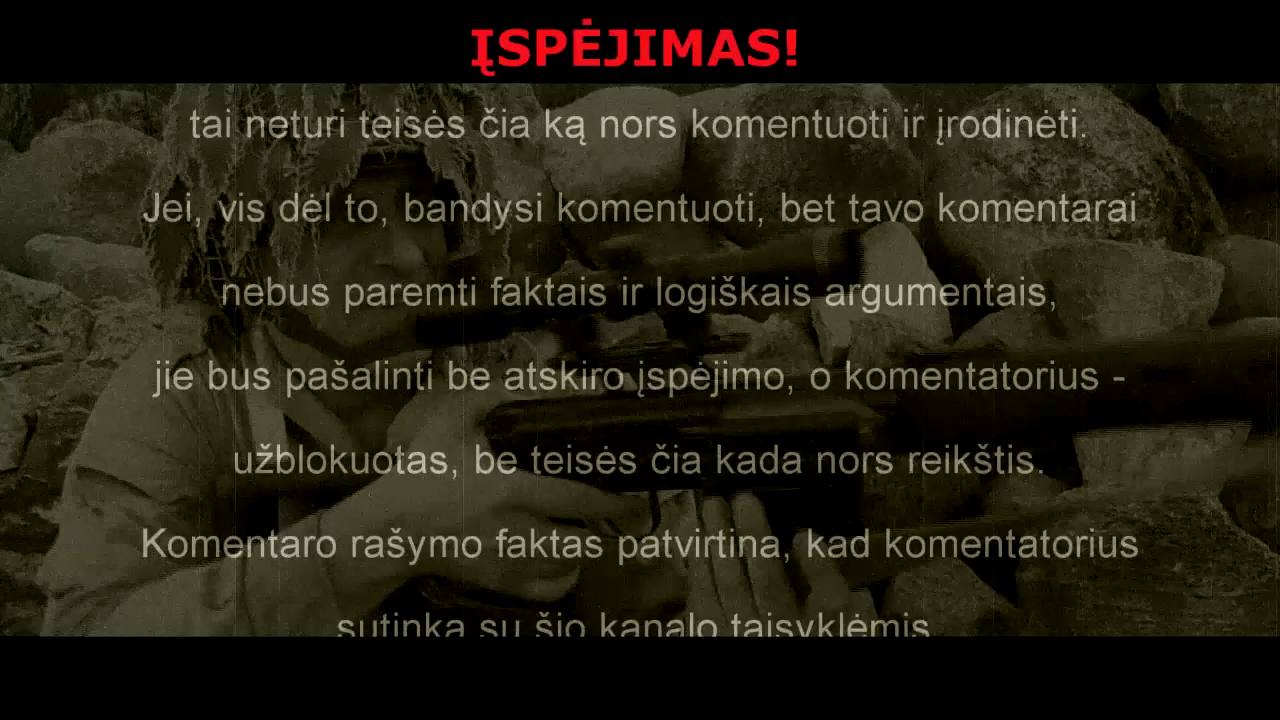 ĮSPĖJIMAS!
tai neturi teisės čia ką nors komentuoti ir įrodinėti.
Jei, vis dėl to, bandysi komentuoti, bet tavo komentarai
nebus paremti faktais ir logiškais argumentais,
jie bus pašalinti be atskiro įspėjimo, o komentatorius -
užblokuotas, be teisės čia kada nors reikštis.
Komentaro rašymo faktas patvirtina, kad komentatorius
sutinka su šio kanalo taisyklėmis